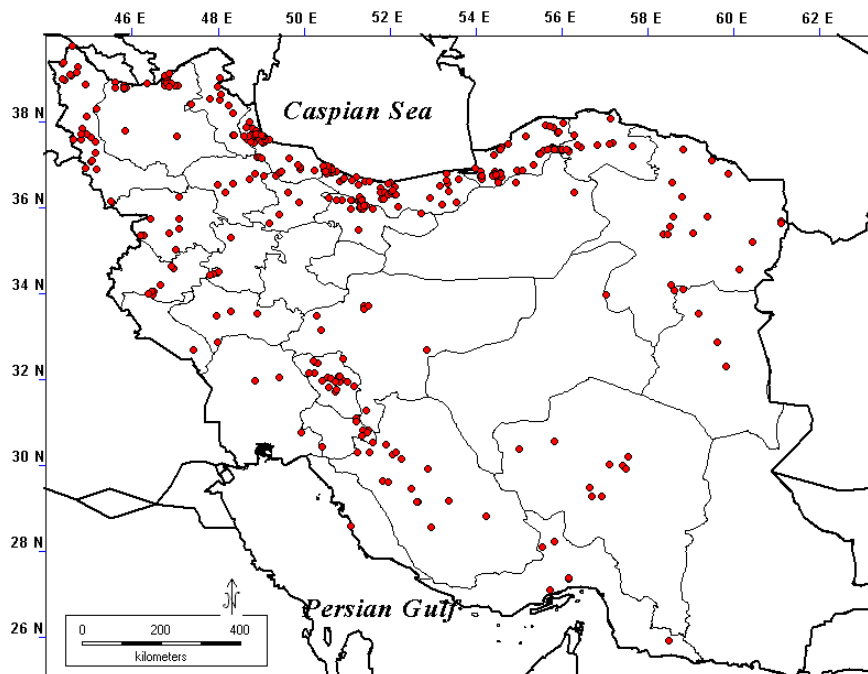 46 E 48 E 50 E 52 E 54 E 56 E 58 E 60 E 62 E
38 N
Caspian Sea
36 N
34 N
32 N
30 N
28 N
Persian Gulf
26 N
0 200 400
kilometers